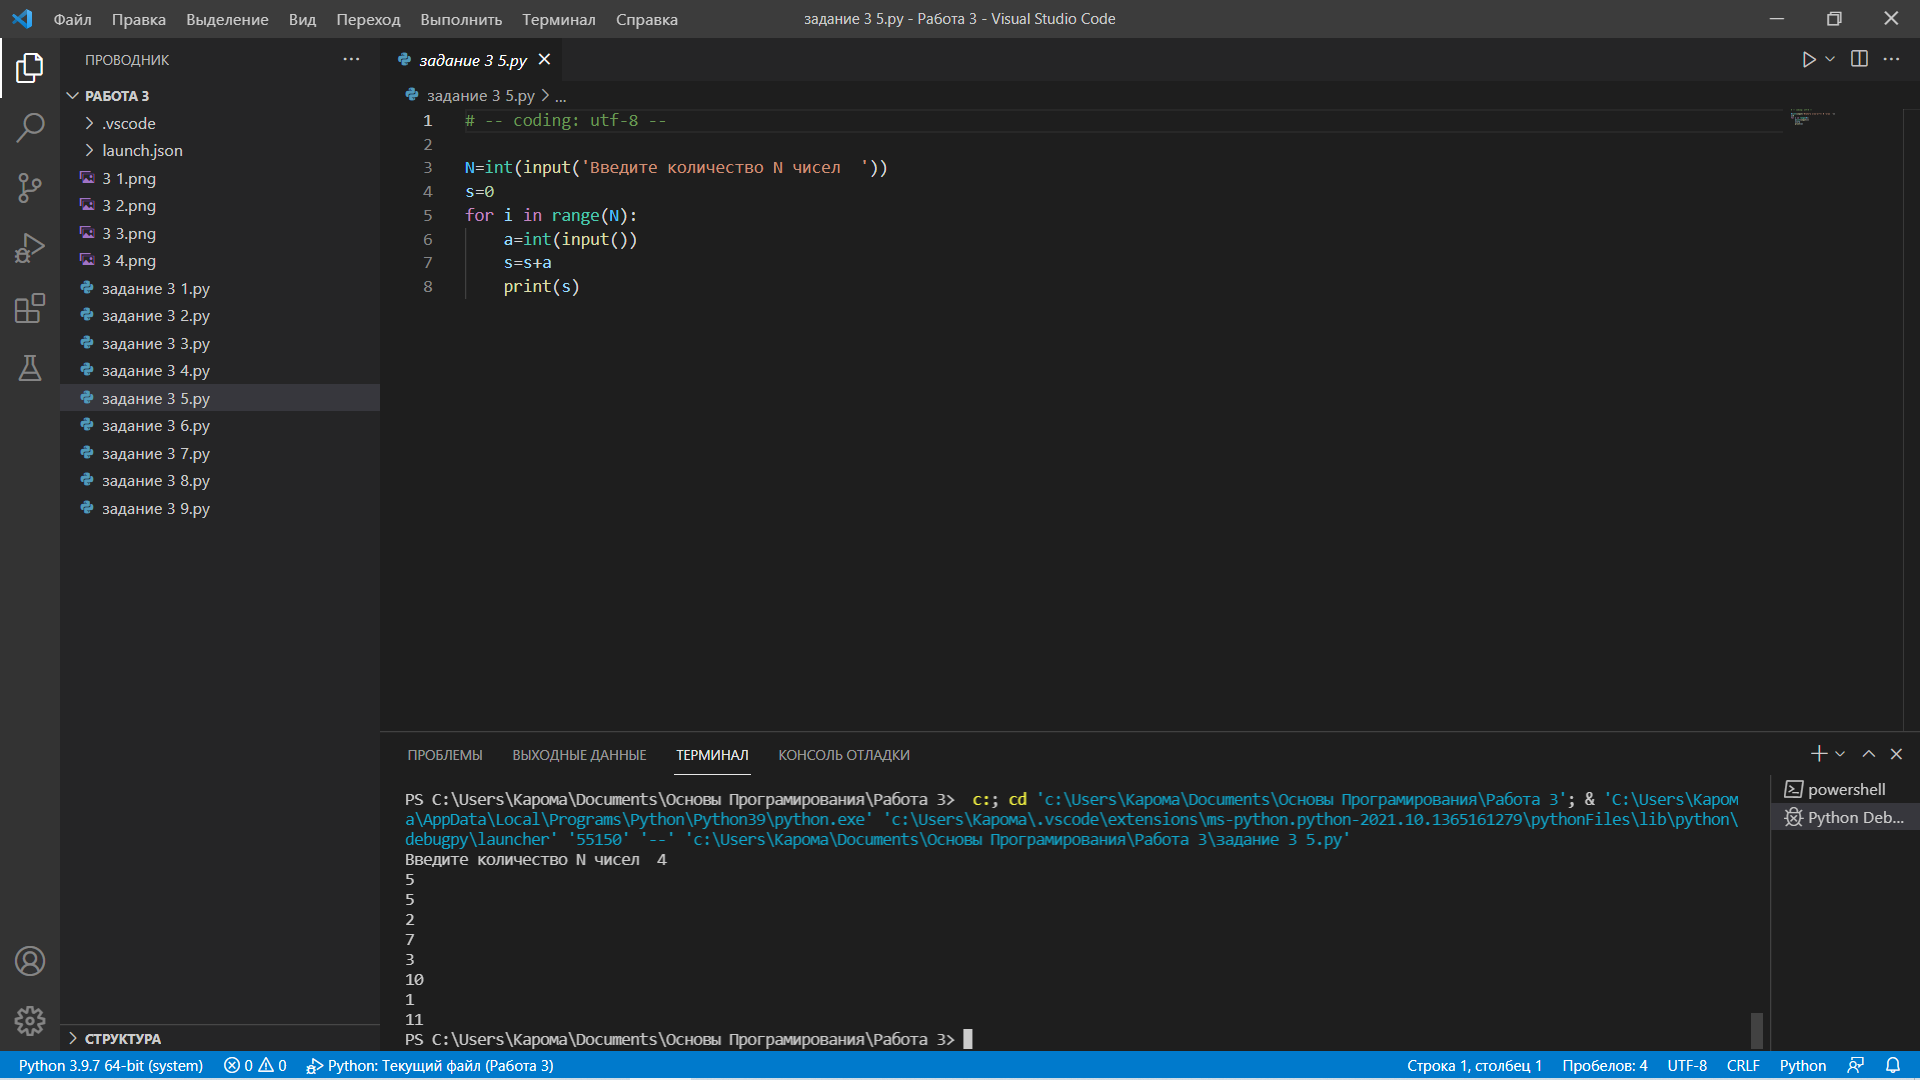 Файл Правка Выделение Вид Переход Выполнить Терминал Справка
задание 3 5.py - Работа 3 - Visual Studio Code
ПРОВОДНИК
РАБОТА 3
.vscode
launch.json
3 1.png
3 2.png
3 3.png
3 4.png
задание 3 1.py
задание 3 2.py
задание 3 3.py
задание 3 4.py
задание 3 5.py
задание 3 6.py
задание 3 7.py
задание 3 8.py
задание 3 9.py
СТРУКТУРА
задание 3 5.py
задание 3 5.py > ...
1 # -- coding: utf-8 --
2
3 N=int(input('Введите количество N чисел  '))
4 s=0
5 for i in range(N):
6     a=int(input())
7     s=s+a
8     print(s)
ПРОБЛЕМЫ ВЫХОДНЫЕ ДАННЫЕ ТЕРМИНАЛ КОНСОЛЬ ОТЛАДКИ
PS C:\Users\Карома\Documents\Основы Програмирования\Работа 3>  c:; cd 'c:\Users\Карома\Documents\Основы Програмирования\Работа 3'; & 'C:\Users\Каром
а\AppData\Local\Programs\Python\Python39\python.exe' 'c:\Users\Карома\.vscode\extensions\ms-python.python-2021.10.1365161279\pythonFiles\lib\python\
debugpy\launcher' '55150' '--' 'c:\Users\Карома\Documents\Основы Програмирования\Работа 3\задание 3 5.py'
Введите количество N чисел  4
5
5
2
7
3
10
1
11
PS C:\Users\Карома\Documents\Основы Програмирования\Работа 3>
powershell
Python Deb...
Python 3.9.7 64-bit (system) 0 0 Python: Текущий файл (Работа 3)
Строка 1, столбец 1 Пробелов: 4 UTF-8 CRLF Python